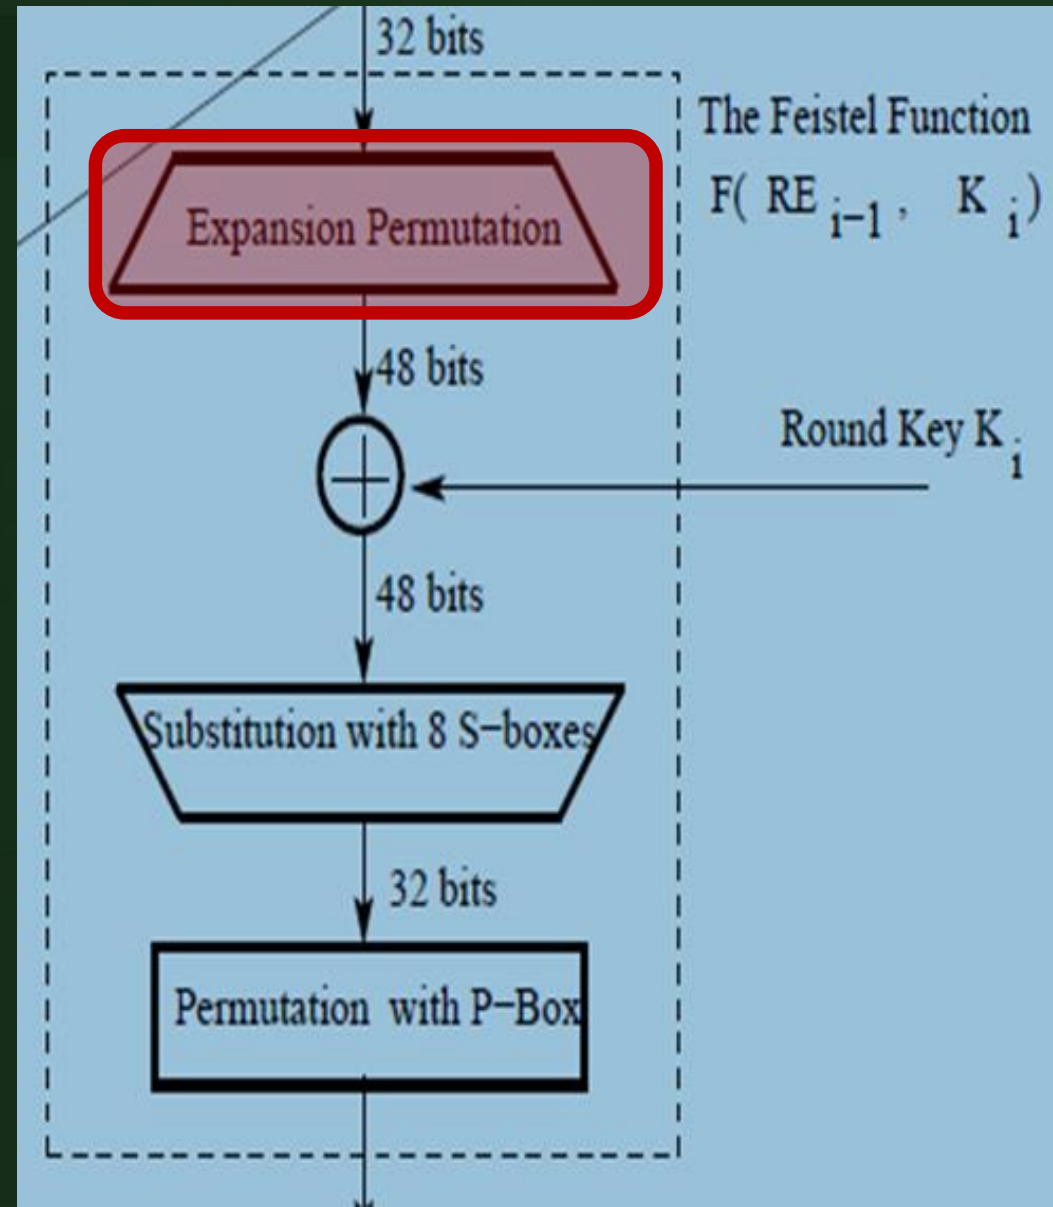 32 bits
The Feistel Function
F( RE i−1 , K i )
Expansion Permutation
48 bits
Round Key K i
48 bits
Substitution with 8 S−boxes
32 bits
Permutation with P−Box